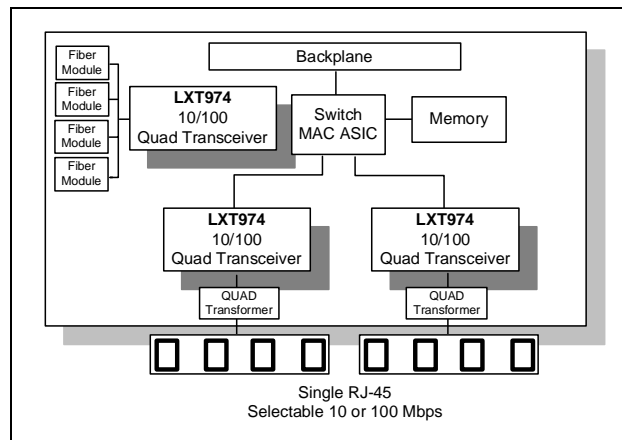 Fiber
Module
Fiber
Module
Fiber
Module
Fiber
Module
LXT974
10/100
Quad Transceiver
Backplane
Switch
MAC ASIC
Memory
LXT974
10/100
Quad Transceiver
LXT974
10/100
Quad Transceiver
QUAD
Transformer
QUAD
Transformer
Single RJ-45
Selectable 10 or 100 Mbps